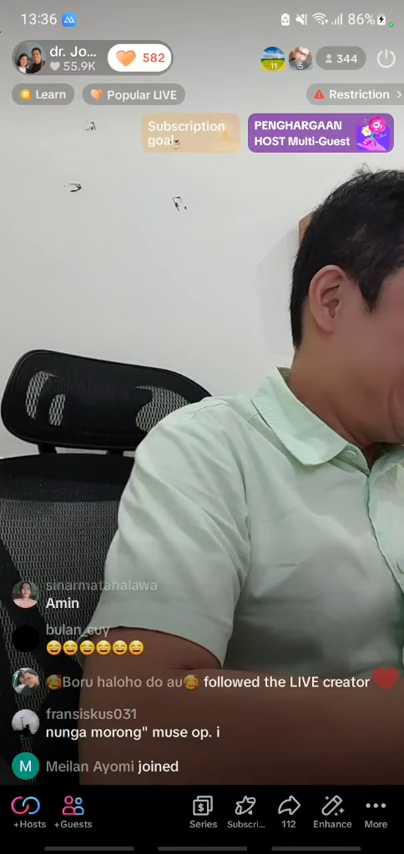 13:36
86%
dr. Jo...
55.9K
582
11
5
344
Learn
Popular LIVE
Restriction
Subscription
goal
PENGHARGAAN
HOST Multi-Guest
sinarmatahalawa
Amin
bulan_cuy
😅😅😅😅😅😅
🥰Boru haloho do au🥰 followed the LIVE creator
fransiskus031
nunga morong" muse op. i
M
Meilan Ayomi joined
+Hosts
+Guests
Series
Subscri...
112
Enhance
More